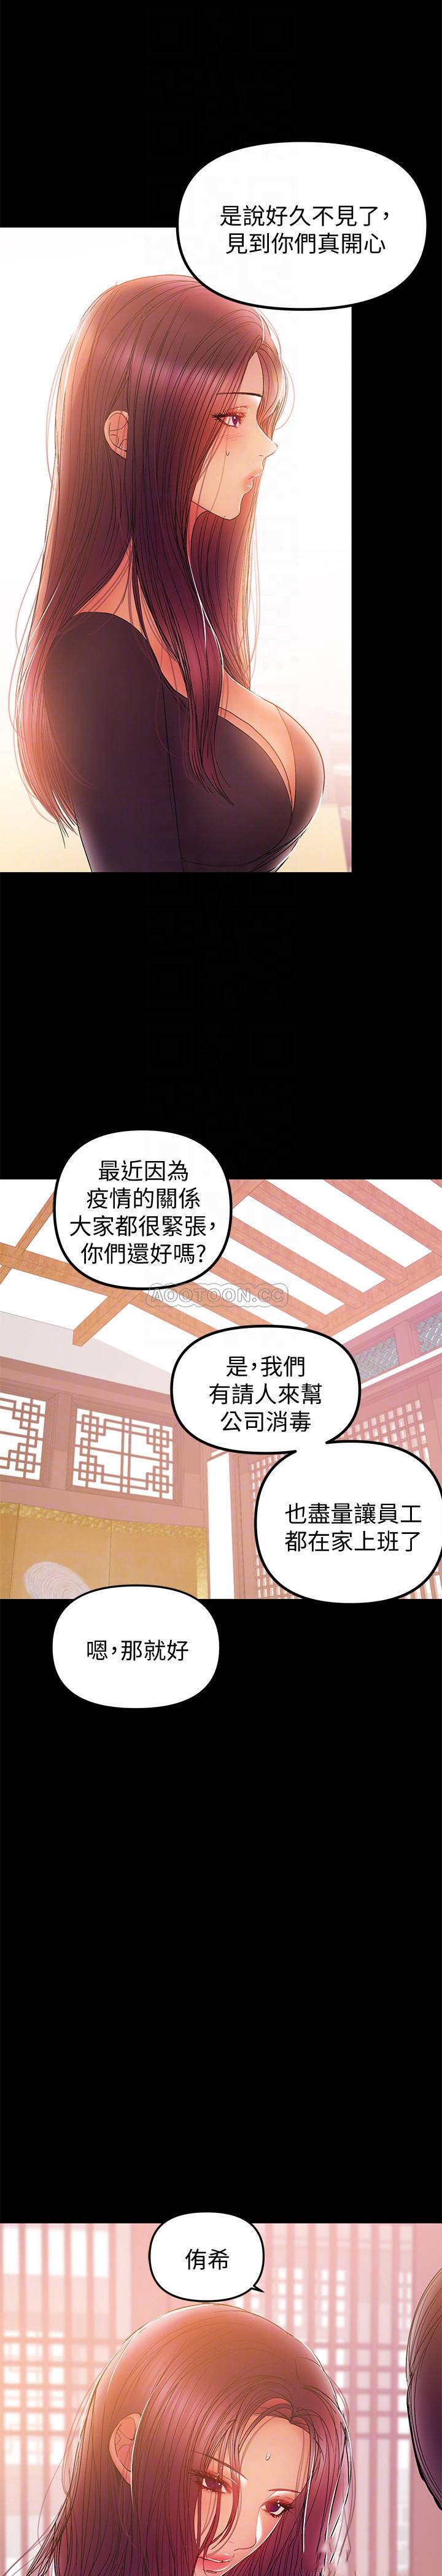 是說好久不見了，
見到你們真開心
最近因為
疫情的關係
大家都很緊張，
你們還好嗎？
AOOTOON.CC
是，我們
有請人來幫
公司消毒
也盡量讓員工
都在家上班了
嗯，那就好
侑希